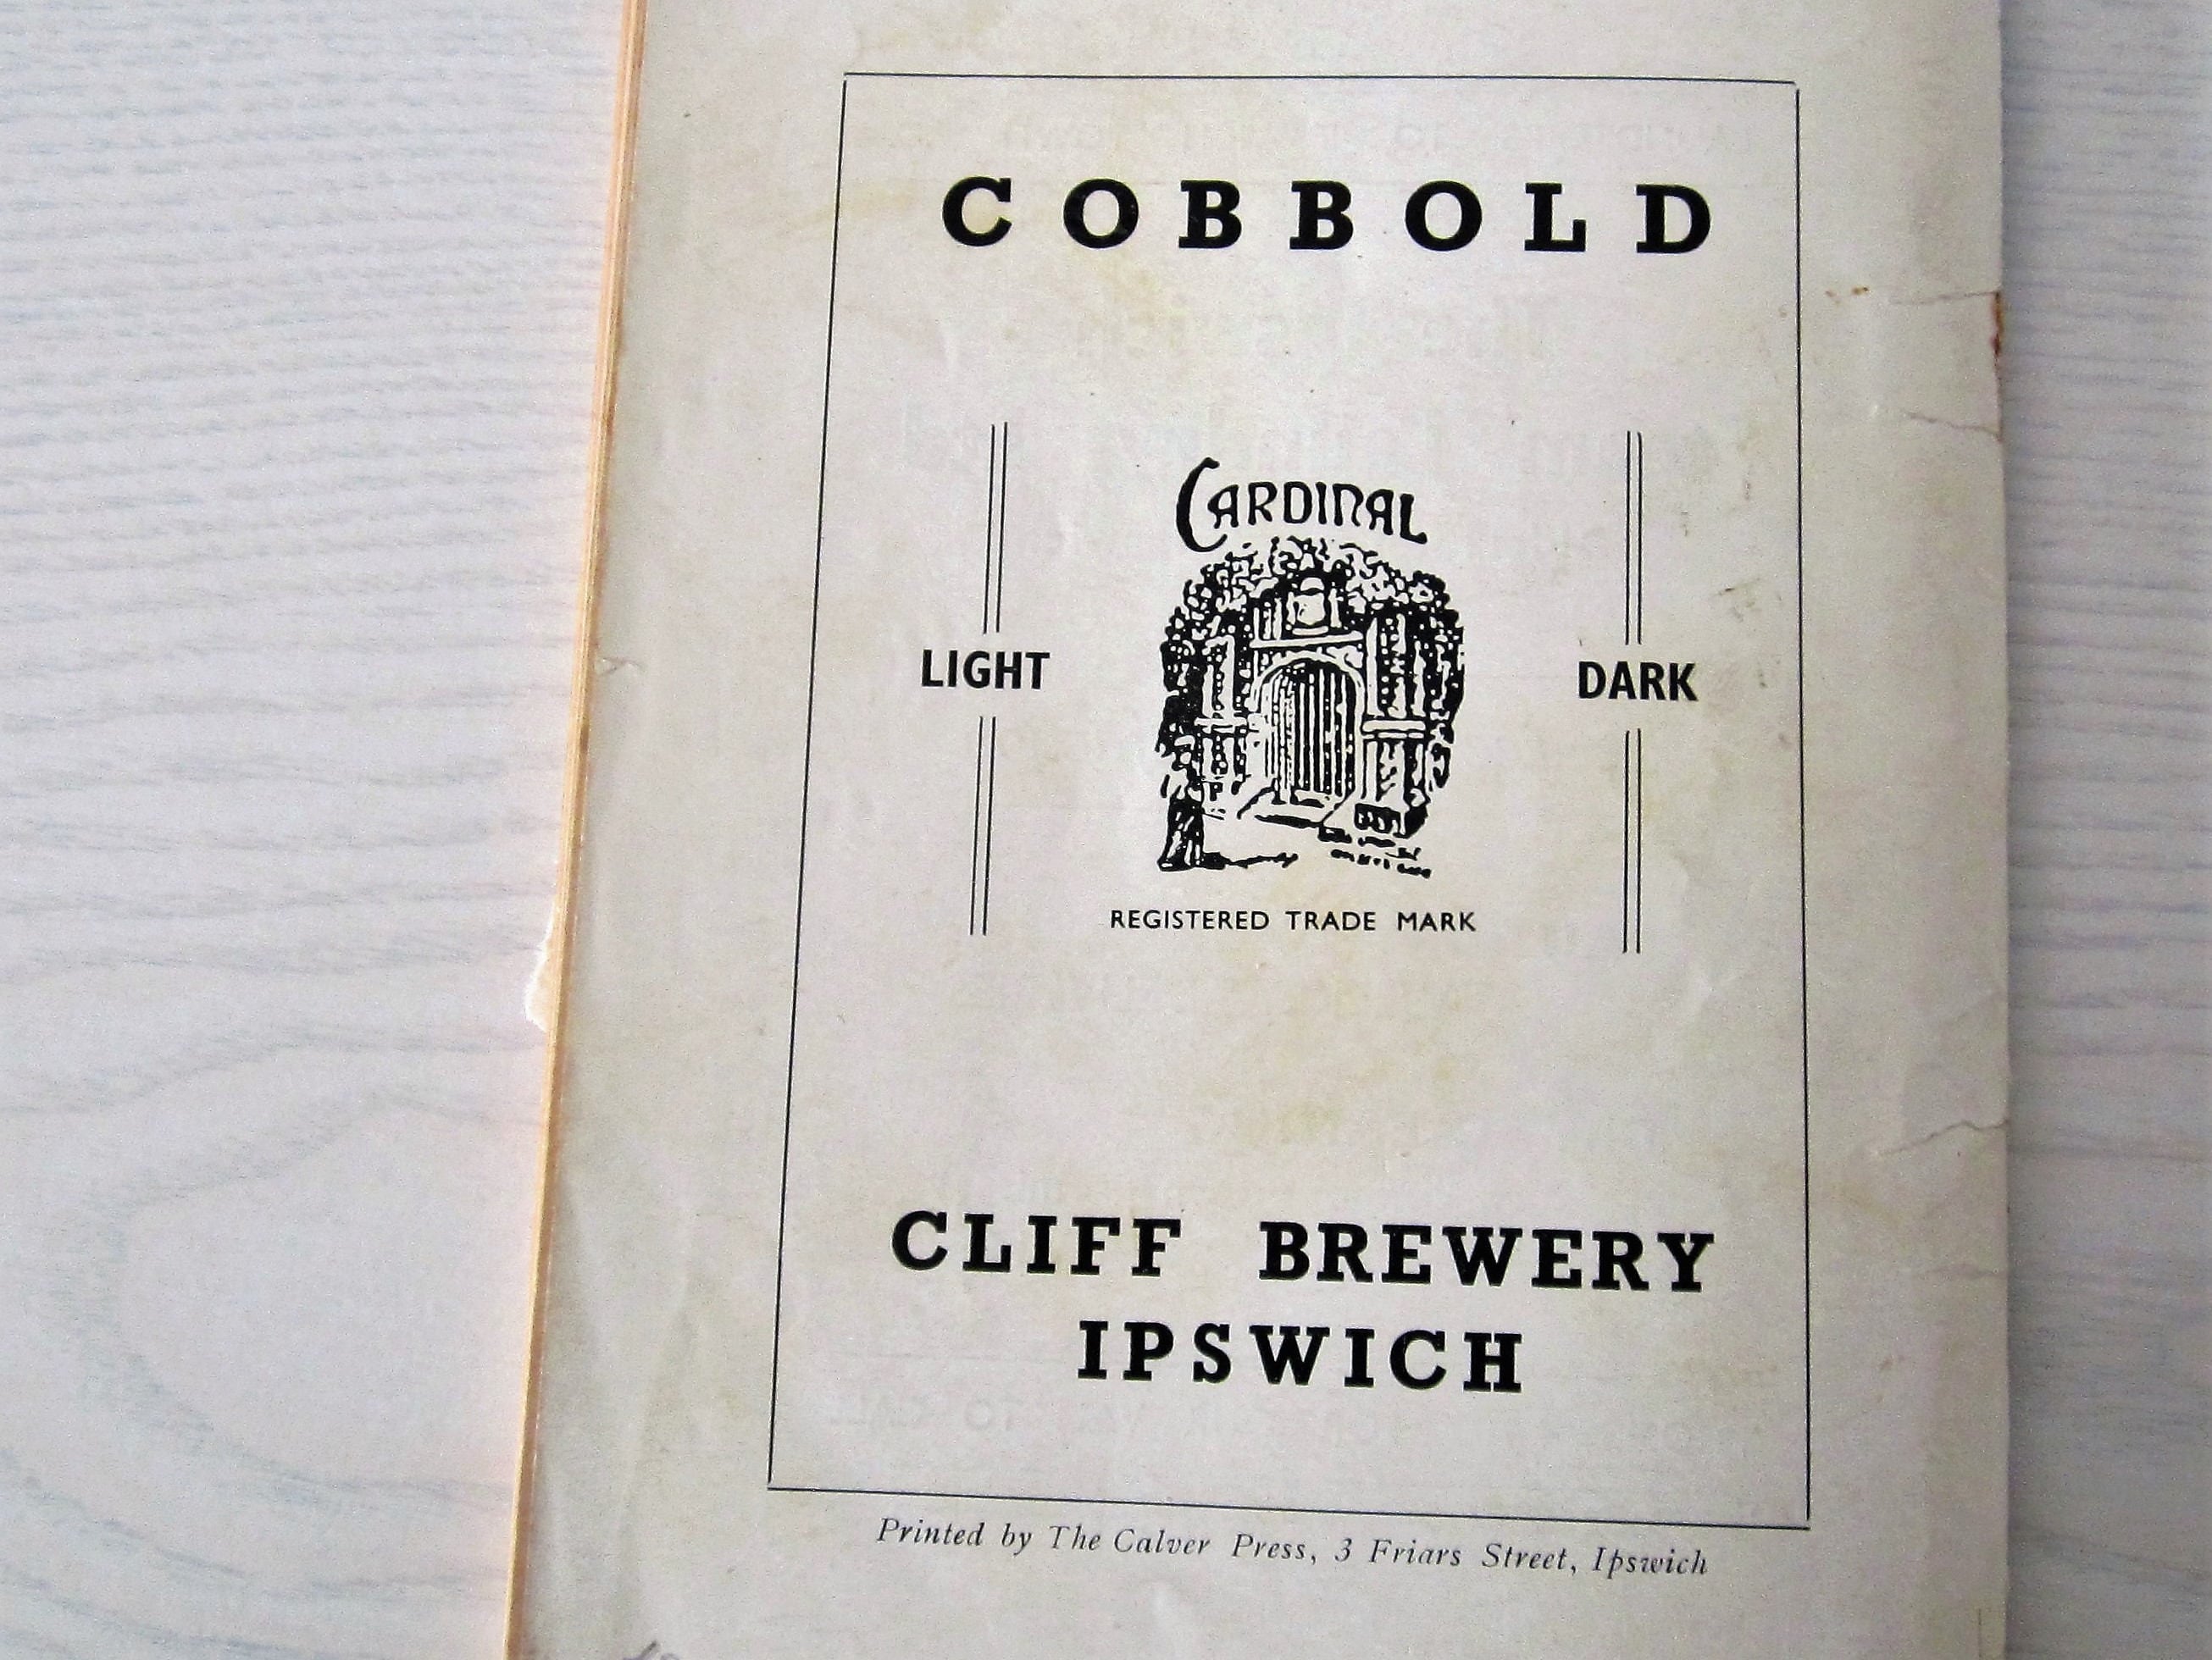 COBBOLD
CARDINAL
LIGHT
DARK
REGISTERED TRADE MARK
CLIFF BREWERY
IPSWICH
Printed by The Calver Press, 3 Friars Street, Ipswich